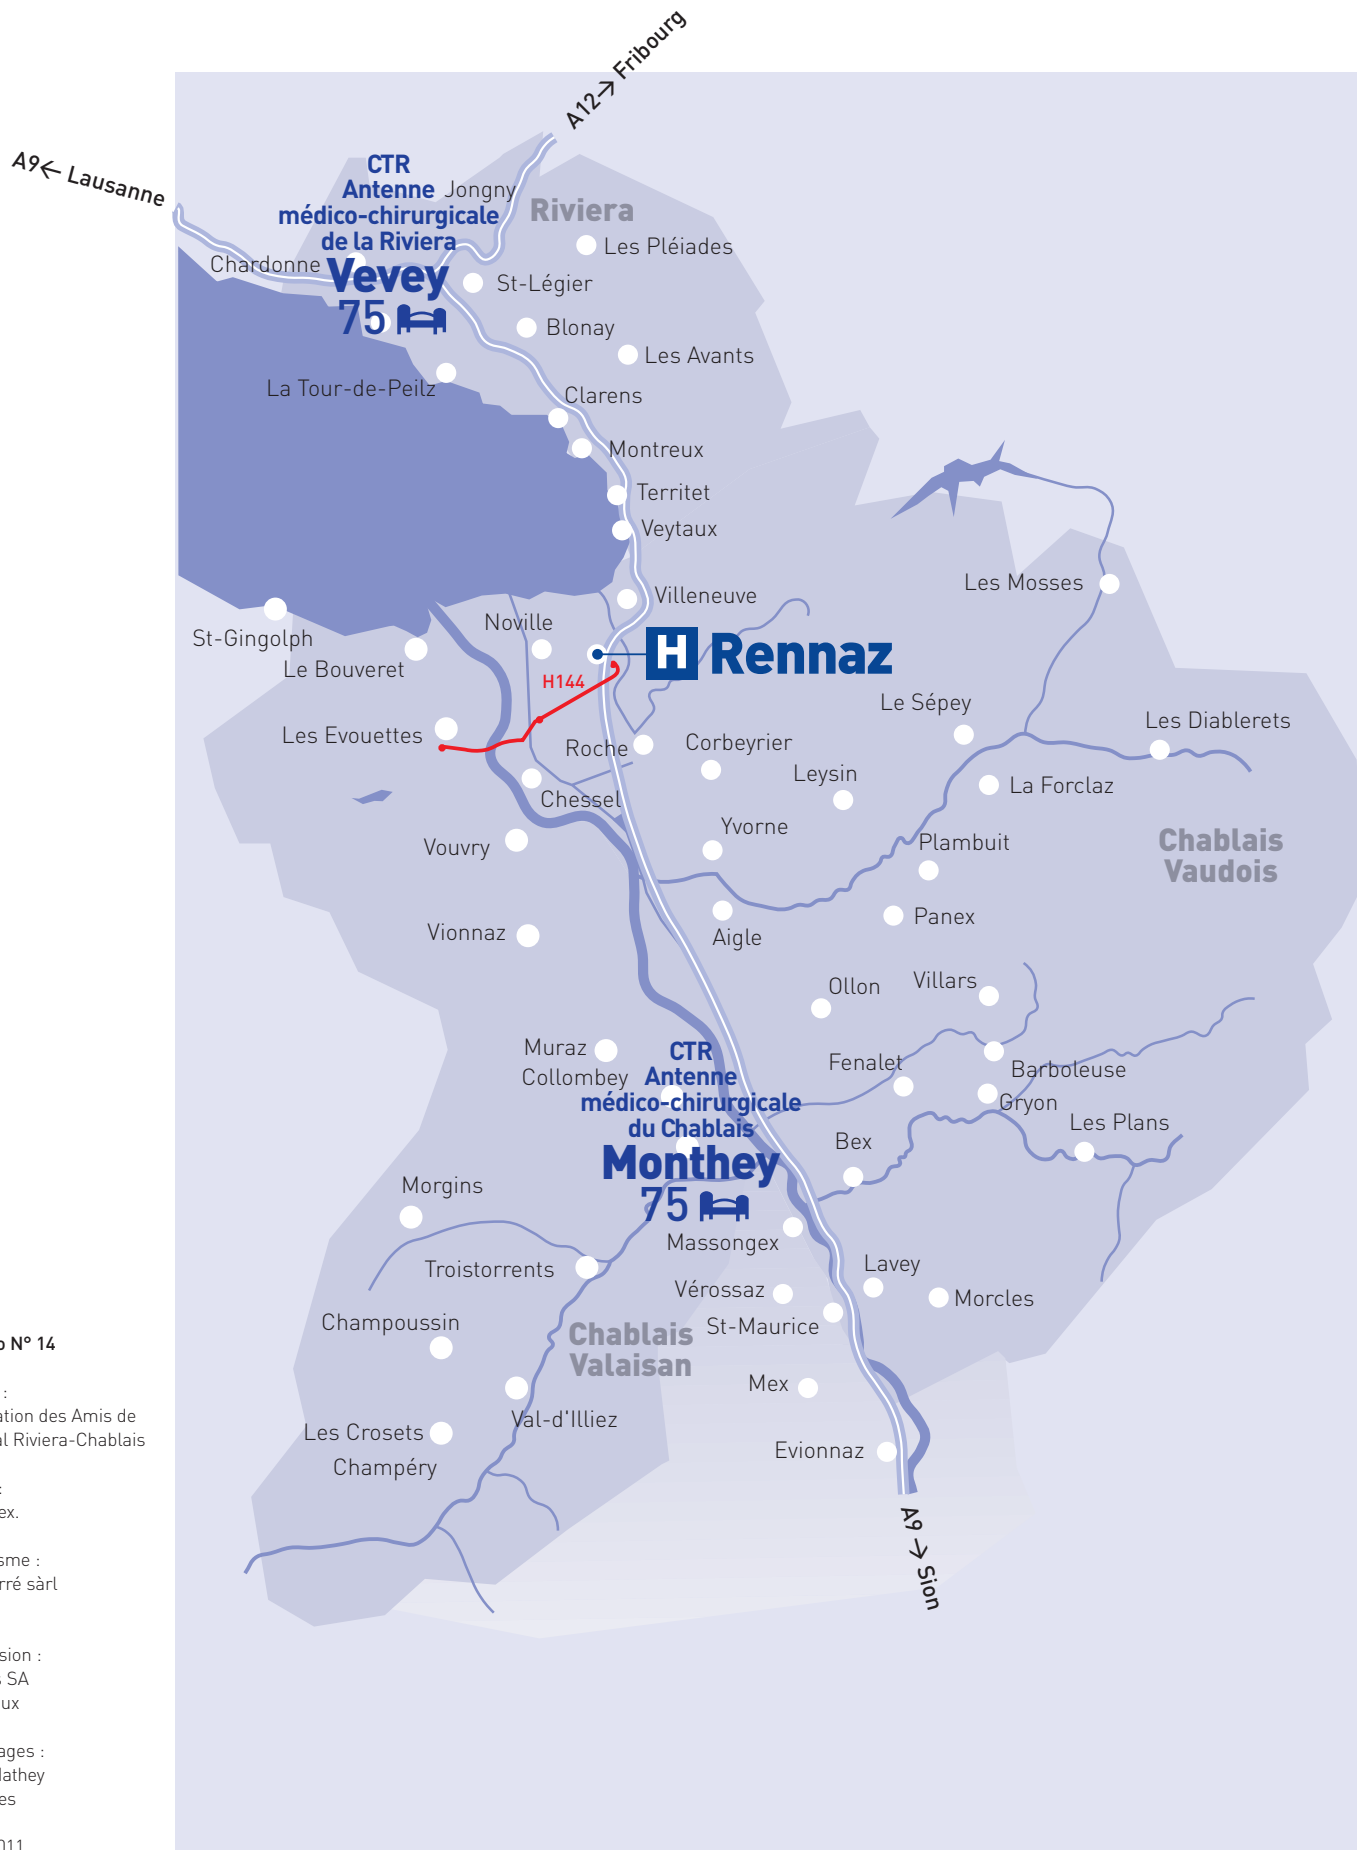 A12→ Fribourg
A9← Lausanne
CTR
Antenne
médico-chirurgicale
de la Riviera
Vevey
75
Jongny
Riviera
Les Pléiades
Chardonne
St-Légier
Blonay
Les Avants
La Tour-de-Peilz
Clarens
Montreux
Territet
Veytaux
Les Mosses
Villeneuve
Noville
St-Gingolph
Le Bouveret
H Rennaz
H144
Le Sépey
Les Diablerets
Les Evouettes
Roche
Corbeyrier
Leysin
La Forclaz
Chessel
Yvorne
Plambuit
Chablais
Vaudois
Vouvry
Panex
Vionnaz
Aigle
Ollon
Villars
Muraz
Collombey
CTR
Antenne
médico-chirurgicale
du Chablais
Monthey
75
Fenalet
Barboleuse
Gryon
Les Plans
Bex
Morgins
Massongex
Troistorrents
Lavey
Vérossaz
Morcles
Champoussin
St-Maurice
Chablais
Valaisan
Mex
Val-d'Illiez
Les Crosets
Champéry
Evionnaz
A9 → Sion
N° 14
:
ation des Amis de
al Riviera-Chablais
:
ex.
sme :
rré sàrl
sion :
SA
ux
ages :
Mathey
es
011